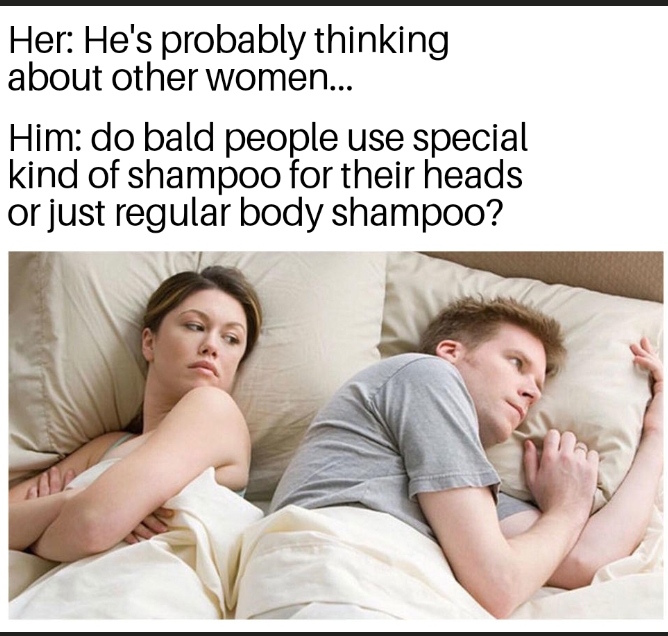 Her: He's probably thinking
about other women...
Him: do bald people use special
kind of shampoo for their heads
or just regular body shampoo?